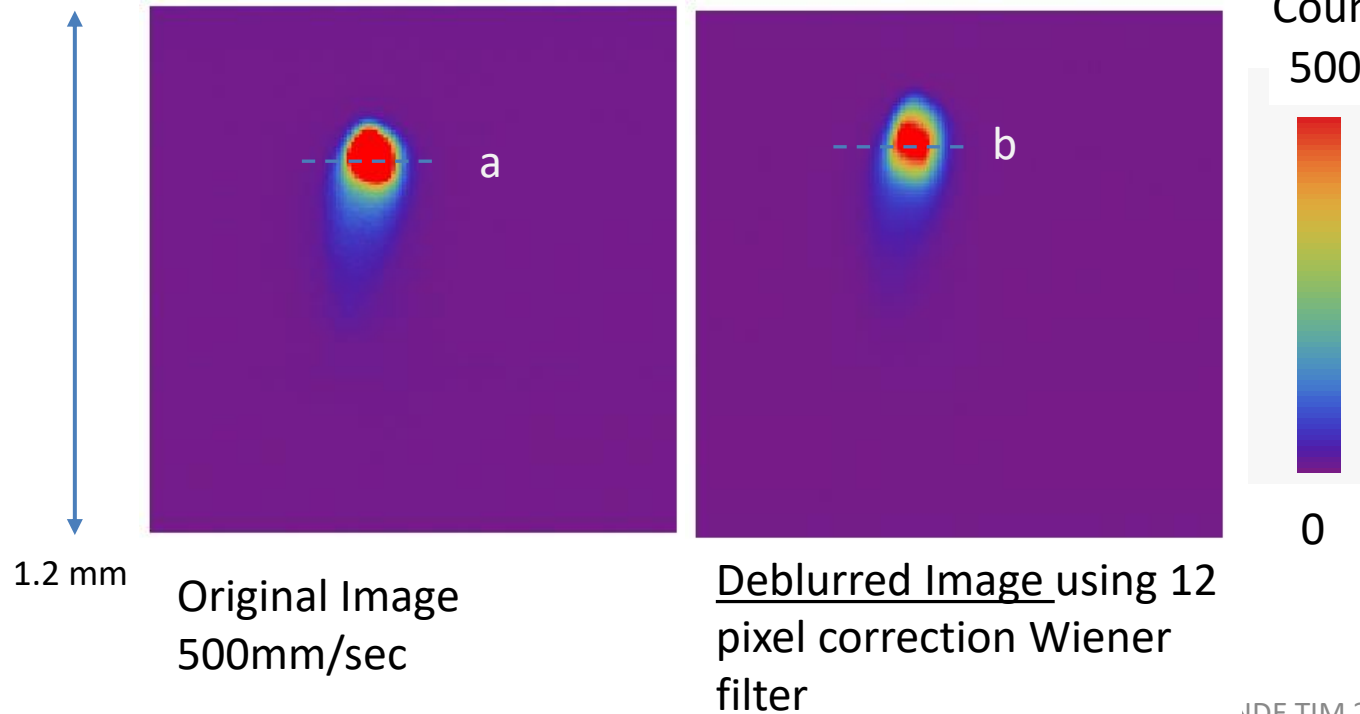 500
a
b
0
1.2 mm
Original Image
500mm/sec
Deblurred Image using 12
pixel correction Wiener
filter